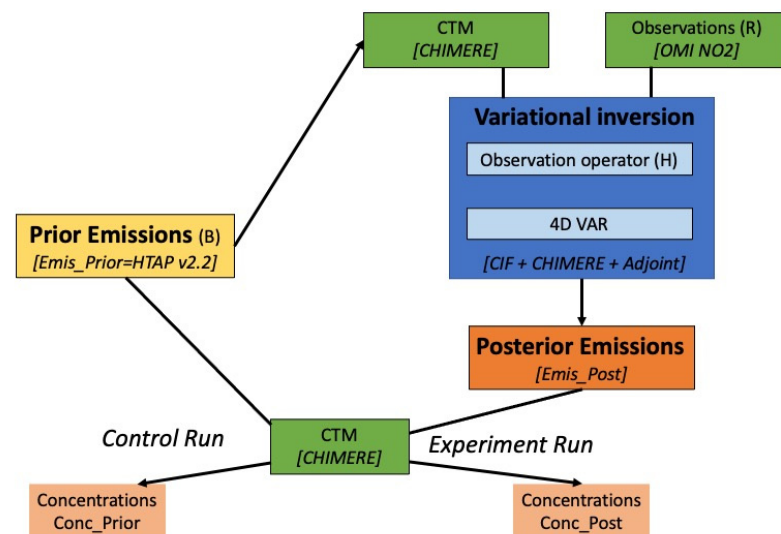 CTM
[CHIMERE]
Observations (R)
[OMI NO2]
Variational inversion
Observation operator (H)
4D VAR
[CIF + CHIMERE + Adjoint]
Prior Emissions (B)
[Emis_Prior=HTAP v2.2]
Posterior Emissions
[Emis_Post]
Control Run
CTM
[CHIMERE]
Experiment Run
Concentrations
Conc_Prior
Concentrations
Conc_Post